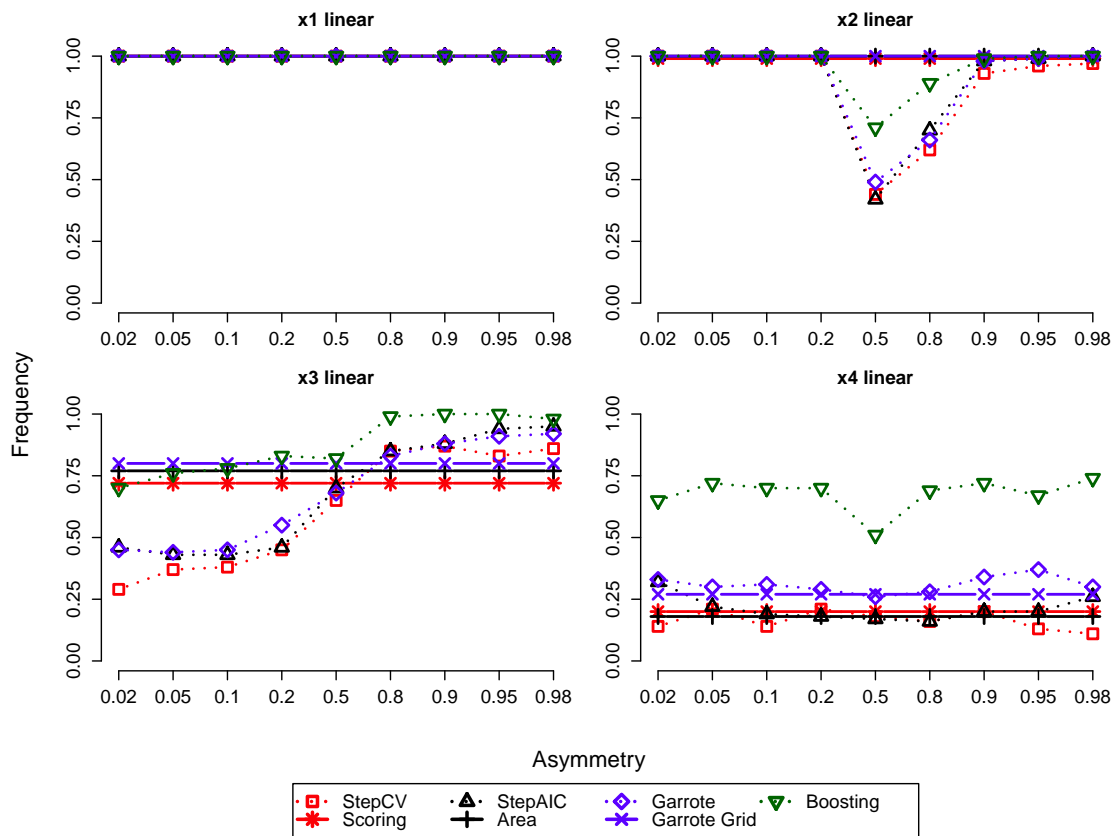 x1 linear
0.00 0.25 0.50 0.75 1.00
0.02 0.05 0.1 0.2 0.5 0.8 0.9 0.95 0.98
x2 linear
0.00 0.25 0.50 0.75 1.00
0.02 0.05 0.1 0.2 0.5 0.8 0.9 0.95 0.98
Frequency
x3 linear
0.00 0.25 0.50 0.75 1.00
0.02 0.05 0.1 0.2 0.5 0.8 0.9 0.95 0.98
x4 linear
0.00 0.25 0.50 0.75 1.00
0.02 0.05 0.1 0.2 0.5 0.8 0.9 0.95 0.98
Asymmetry
StepCV StepAIC Garrote Boosting
Scoring Area Garrote Grid